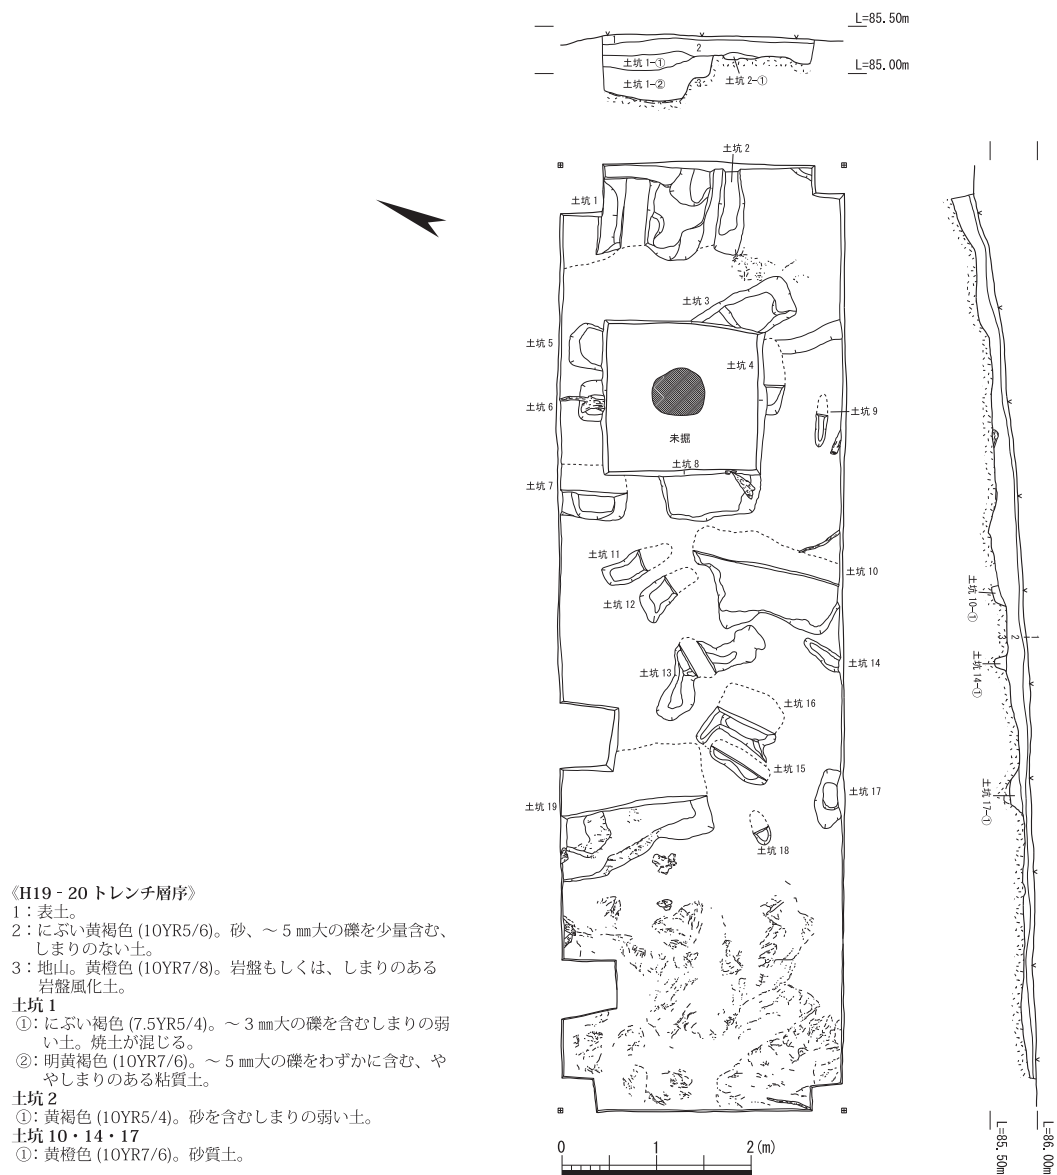 L=85.50m
2
土坑 1-①
L=85.00m
土坑 1-②
3
土坑 2-①
土坑 2
土坑 1
土坑 3
土坑 5
土坑 4
土坑 6
土坑 9
未掘
土坑 8
土坑 7
土坑 11
土坑 10
土坑 12
土坑 10-①
3 2 1
土坑 14
土坑 13
土坑 14-①
土坑 16
土坑 15
土坑 17
土坑 17-①
土坑 19
土坑 18
《H19 - 20 トレンチ層序》
1：表土。
2：にぶい黄褐色 (10YR5/6)。砂、～ 5 ㎜大の礫を少量含む、
しまりのない土。
3：地山。黄橙色 (10YR7/8)。岩盤もしくは、しまりのある
岩盤風化土。
土坑 1
①：にぶい褐色 (7.5YR5/4)。～ 3 ㎜大の礫を含むしまりの弱
い土。焼土が混じる。
②：明黄褐色 (10YR7/6)。～ 5 ㎜大の礫をわずかに含む、や
やしまりのある粘質土。
土坑 2
①：黄褐色 (10YR5/4)。砂を含むしまりの弱い土。
土坑 10・14・17
①：黄橙色 (10YR7/6)。砂質土。
0 1 2 (m)
L=85.50m
L=86.00m